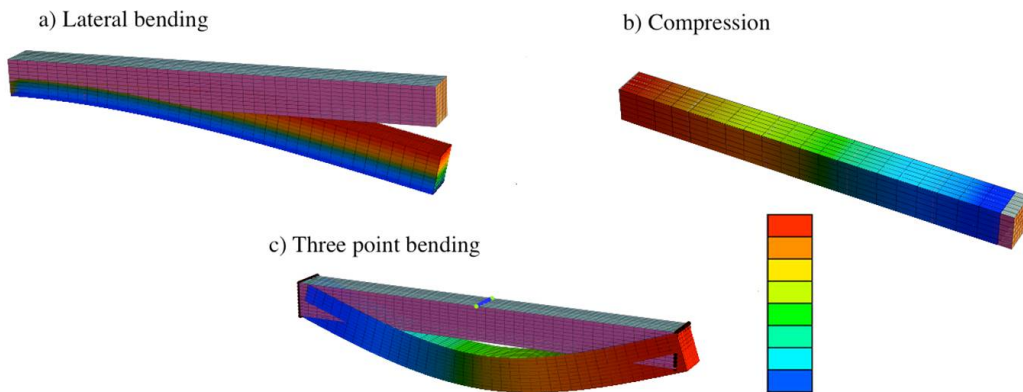 a) Lateral bending
b) Compression
c) Three point bending